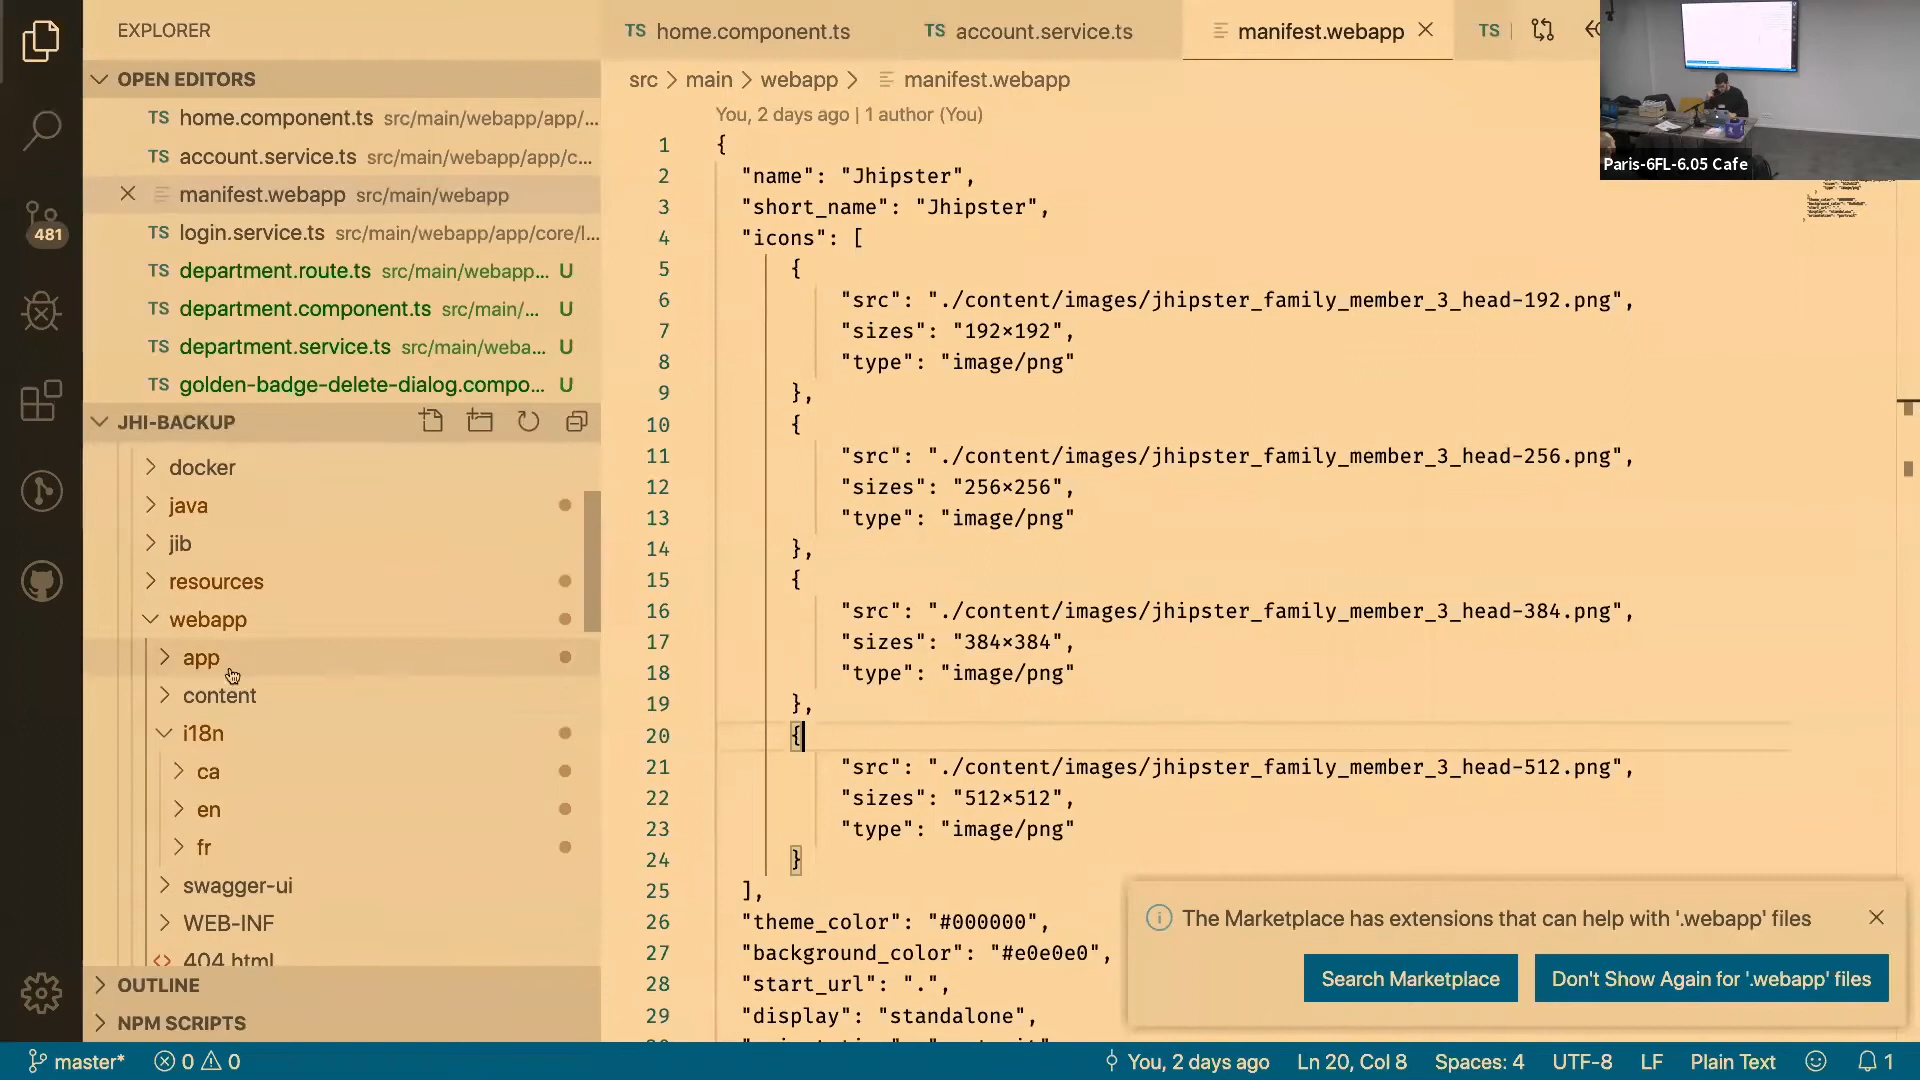 EXPLORER
OPEN EDITORS
TS home.component.ts src/main/webapp/app/...
TS account.service.ts src/main/webapp/app/c...
manifest.webapp src/main/webapp
TS login.service.ts src/main/webapp/app/core/l...
TS department.route.ts src/main/webapp... U
TS department.component.ts src/main/... U
TS department.service.ts src/main/weba... U
TS golden-badge-delete-dialog.compo... U
481
JHI-BACKUP
docker
java
jib
resources
webapp
app
content
i18n
ca
en
fr
swagger-ui
WEB-INF
<> 404.html
OUTLINE
NPM SCRIPTS
TS home.component.ts
TS account.service.ts
manifest.webapp
TS
src > main > webapp > manifest.webapp
You, 2 days ago | 1 author (You)
1 {
2 "name": "Jhipster",
3 "short_name": "Jhipster",
4 "icons": [
5 {
6 "src": "./content/images/jhipster_family_member_3_head-192.png",
7 "sizes": "192×192",
8 "type": "image/png"
9 },
10 {
11 "src": "./content/images/jhipster_family_member_3_head-256.png",
12 "sizes": "256×256",
13 "type": "image/png"
14 },
15 {
16 "src": "./content/images/jhipster_family_member_3_head-384.png",
17 "sizes": "384×384",
18 "type": "image/png"
19 },
20 {
21 "src": "./content/images/jhipster_family_member_3_head-512.png",
22 "sizes": "512×512",
23 "type": "image/png"
24 }
25 ],
26 "theme_color": "#000000",
27 "background_color": "#e0e0e0",
28 "start_url": ".",
29 "display": "standalone",
Paris-6FL-6.05 Cafe
The Marketplace has extensions that can help with '.webapp' files
Search Marketplace
Don't Show Again for '.webapp' files
master* 0 0
You, 2 days ago
Ln 20, Col 8
Spaces: 4
UTF-8
LF
Plain Text
1